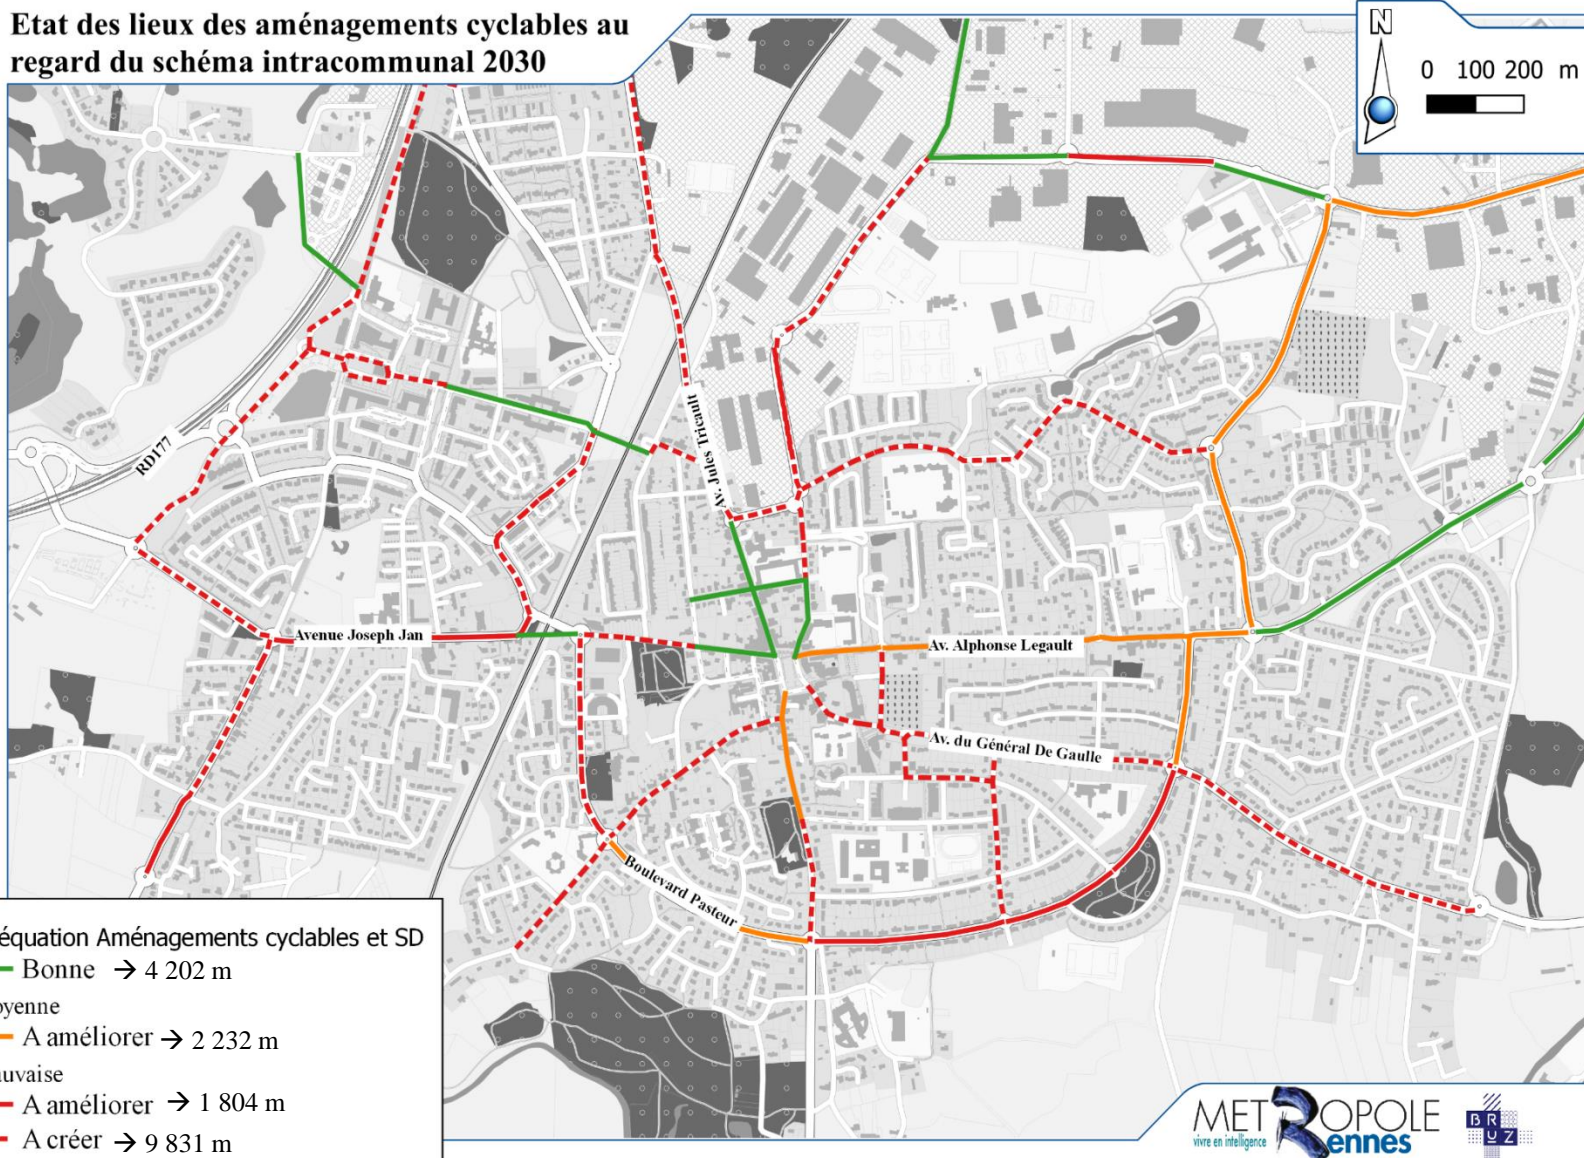 Etat des lieux des aménagements cyclables au
regard du schéma intracommunal 2030
N
0 100 200 m
RD177
Av. Jules Tricault
Avenue Joseph Jan
Av. Alphonse Legault
Av. du Général De Gaulle
Boulevard Pasteur
équation Aménagements cyclables et SD
Bonne → 4 202 m
oyenne
A améliorer → 2 232 m
auvaise
A améliorer → 1 804 m
A créer → 9 831 m
METROPOLE
vivre en intelligence
Rennes
BRUZ